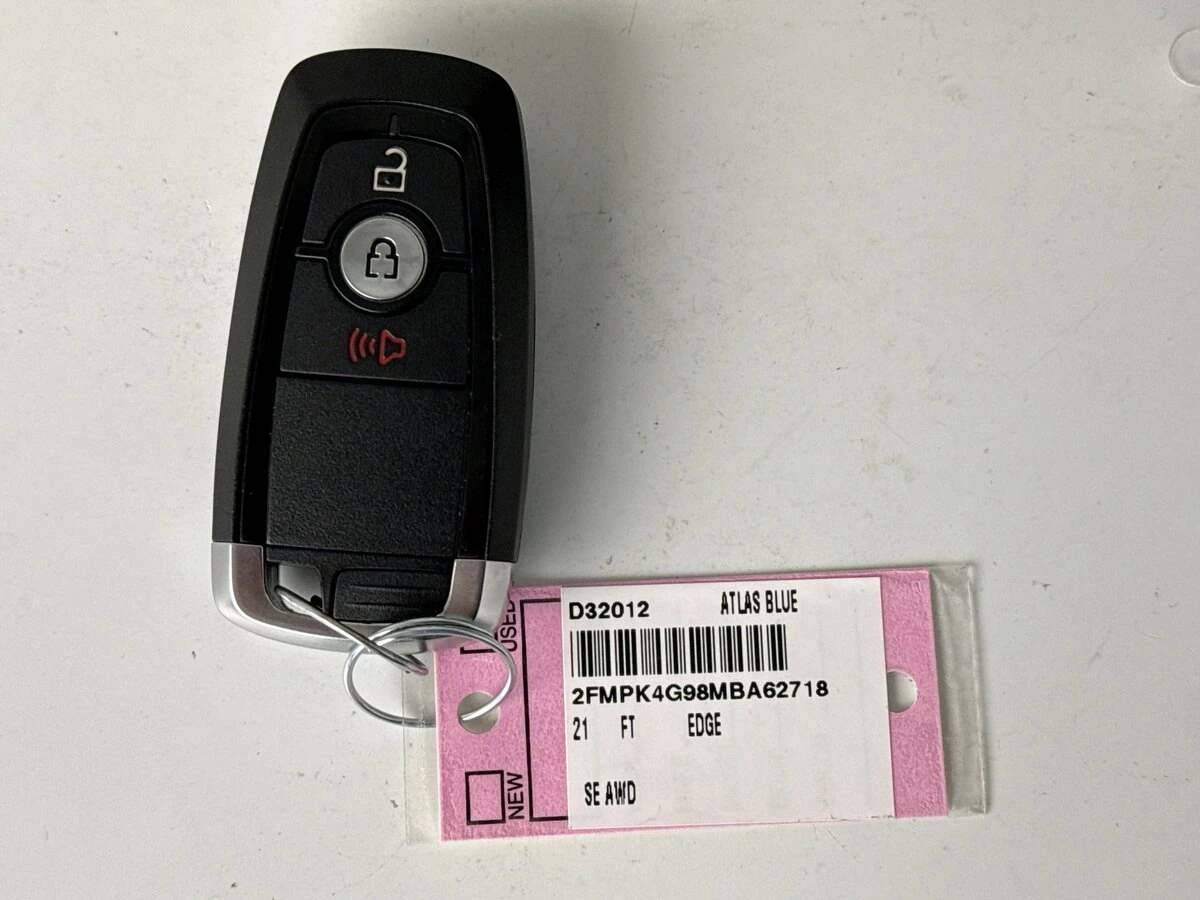 D32012 ATLAS BLUE
2FMPK4G98MBA62718
21 FT EDGE
SE AWD
USED
NEW